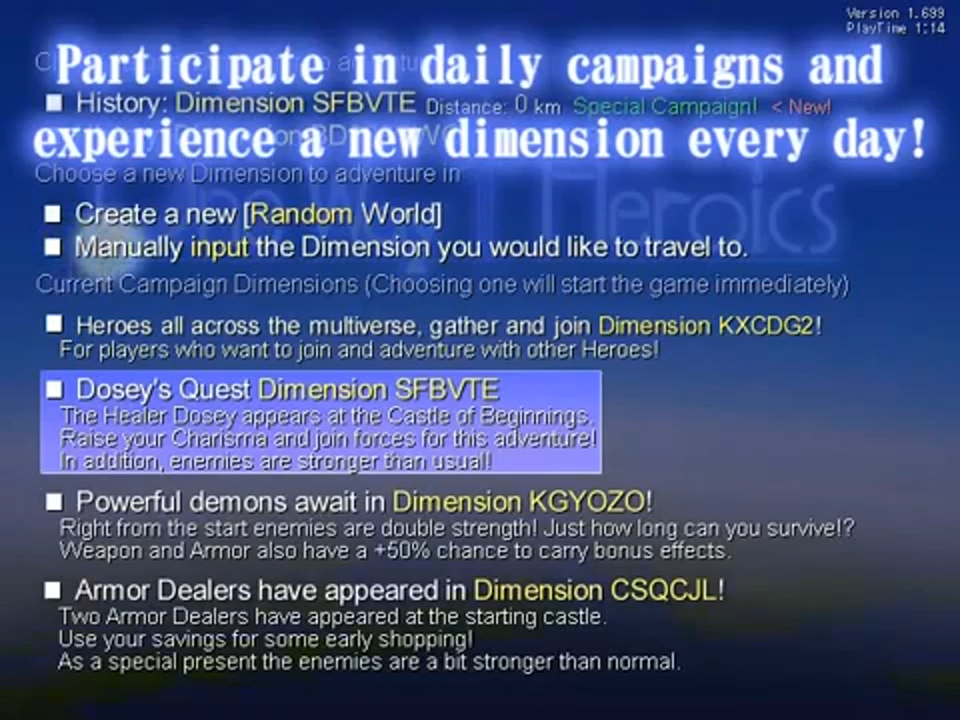 Version 1.699
PlayTime 1:14
Participate in daily campaigns and
History: Dimension SFBVTE Distance: 0 km Special Campaign! < New!
experience a new dimension every day!
Choose a new Dimension to adventure in
Heroics
■ Create a new [Random World]
■ Manually input the Dimension you would like to travel to.
Current Campaign Dimensions (Choosing one will start the game immediately)
■ Heroes all across the multiverse, gather and join Dimension KXCDG2!
For players who want to join and adventure with other Heroes!
■ Dosey's Quest Dimension SFBVTE
The Healer Dosey appears at the Castle of Beginnings.
Raise your Charisma and join forces for this adventure!
In addition, enemies are stronger than usual!
■ Powerful demons await in Dimension KGYOZO!
Right from the start enemies are double strength! Just how long can you survive!?
Weapon and Armor also have a +50% chance to carry bonus effects.
■ Armor Dealers have appeared in Dimension CSQCJL!
Two Armor Dealers have appeared at the starting castle.
Use your savings for some early shopping!
As a special present the enemies are a bit stronger than normal.